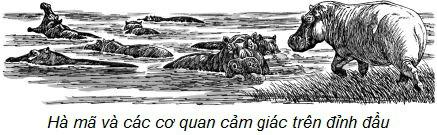 Hà mã và các cơ quan cảm giác trên đỉnh đầu